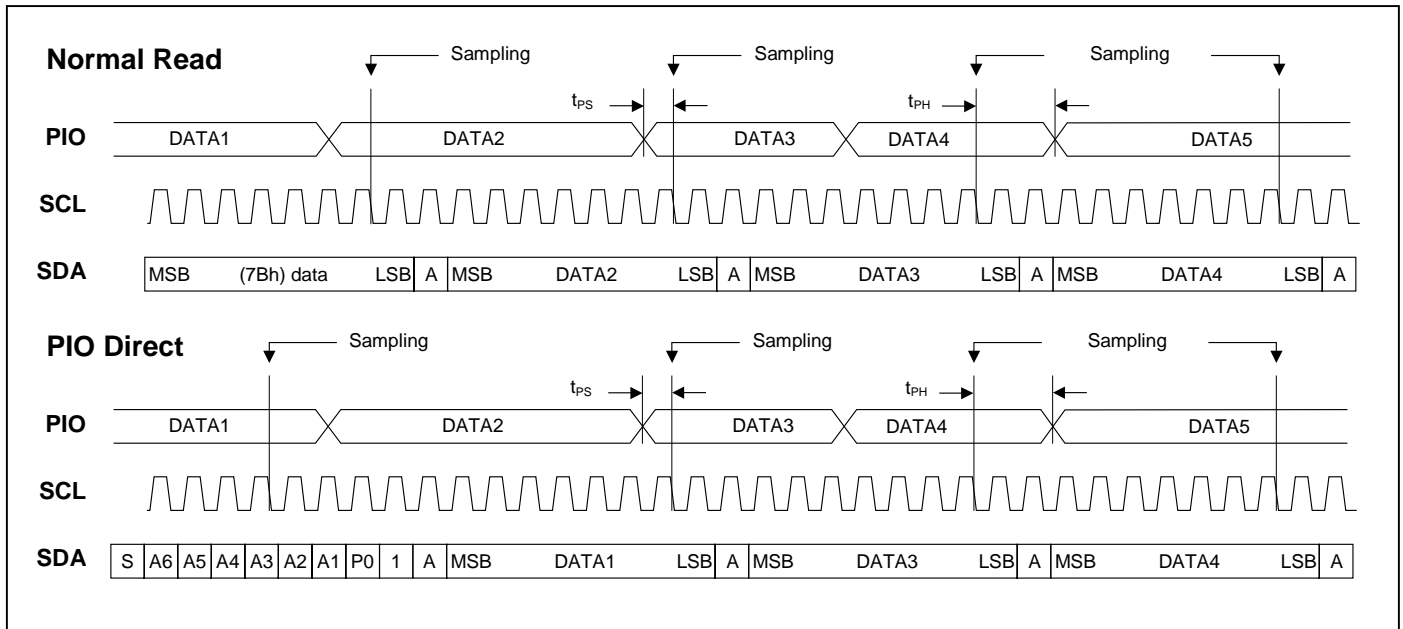 Normal Read
Sampling Sampling Sampling
tPS tPH
PIO DATA1 DATA2 DATA3 DATA4 DATA5
SCL
SDA MSB (7Bh) data LSB A MSB DATA2 LSB A MSB DATA3 LSB A MSB DATA4 LSB A
PIO Direct
Sampling Sampling Sampling
tPS tPH
PIO DATA1 DATA2 DATA3 DATA4 DATA5
SCL
SDA S A6 A5 A4 A3 A2 A1 P0 1 A MSB DATA1 LSB A MSB DATA3 LSB A MSB DATA4 LSB A